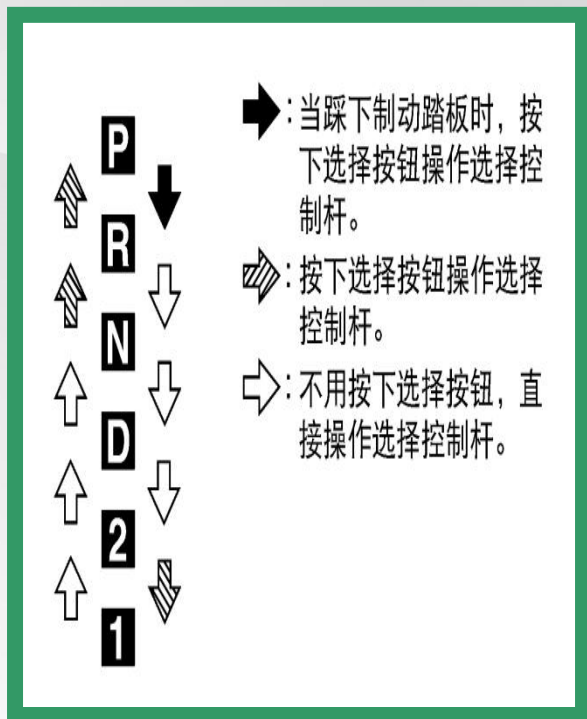 P
R
N
D
2
1
：当踩下制动踏板时，按
下选择按钮操作选择控
制杆。
：按下选择按钮操作选择
控制杆。
：不用按下选择按钮，直
接操作选择控制杆。